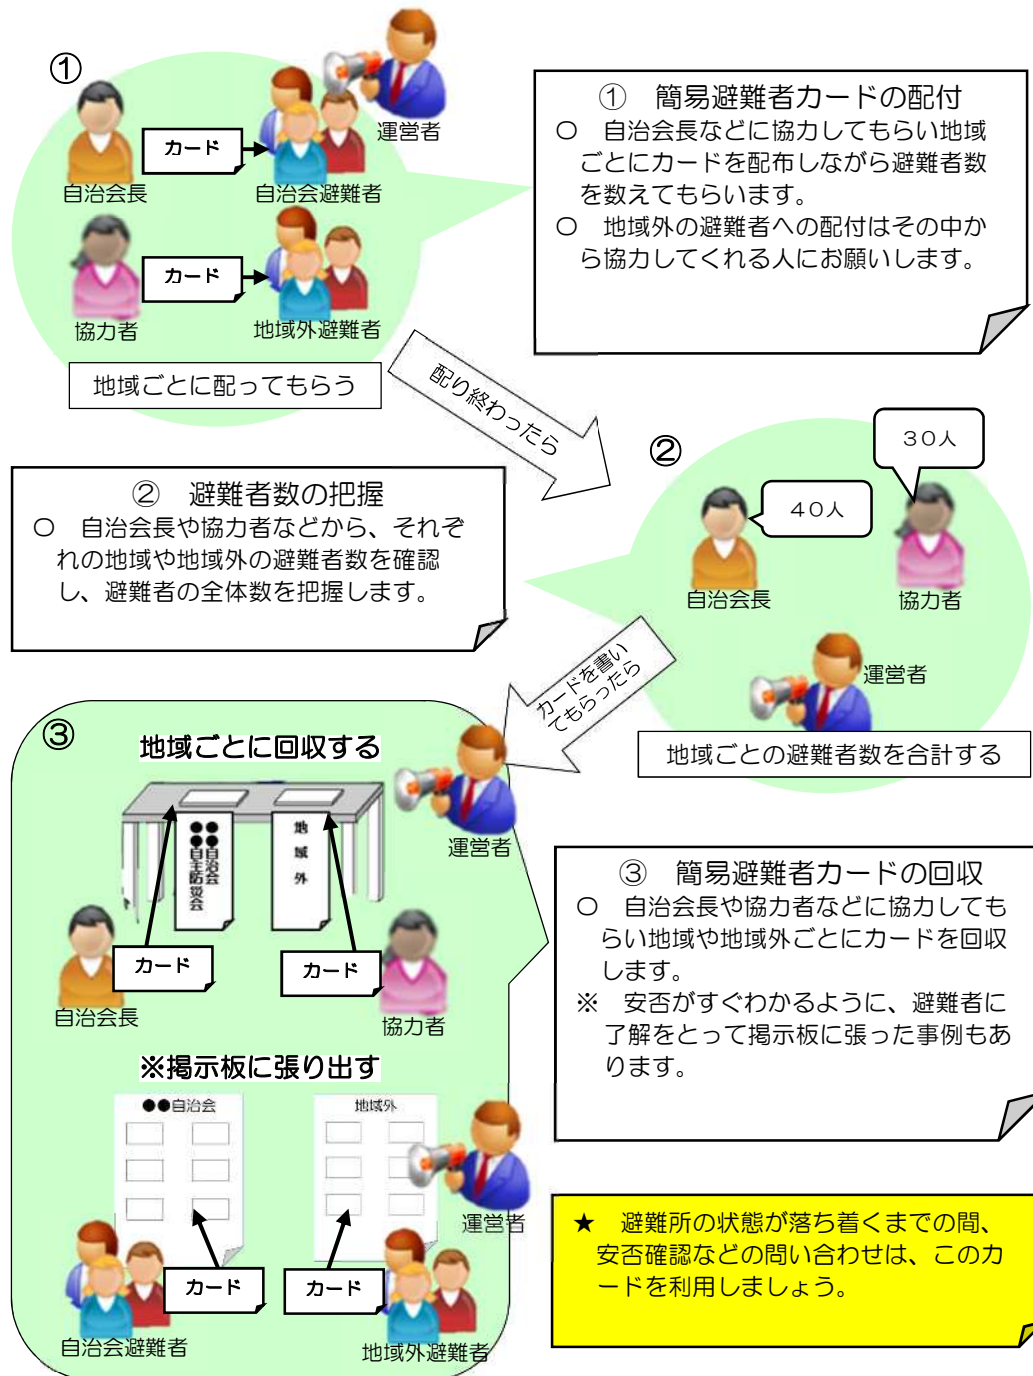 ①
運営者
自治会長
カード
自治会避難者
協力者
カード
地域外避難者
地域ごとに配ってもらう
① 簡易避難者カードの配付
○ 自治会長などに協力してもらい地域
ごとにカードを配布しながら避難者数
を数えてもらいます。
○ 地域外の避難者への配付はその中か
ら協力してくれる人にお願いします。
配り終わったら
②
30人
40人
自治会長
協力者
運営者
地域ごとの避難者数を合計する
② 避難者数の把握
○ 自治会長や協力者などから、それぞ
れの地域や地域外の避難者数を確認
し、避難者の全体数を把握します。
カードを書い
てもらったら
③
地域ごとに回収する
運営者
●●自治会
●●自主防災会
地域外
カード
カード
自治会長
協力者
※掲示板に張り出す
●●自治会
地域外
運営者
カード
カード
自治会避難者
地域外避難者
③ 簡易避難者カードの回収
○ 自治会長や協力者などに協力しても
らい地域や地域外ごとにカードを回収
します。
※ 安否がすぐわかるように、避難者に
了解をとって掲示板に張った事例もあ
ります。
★ 避難所の状態が落ち着くまでの間、
安否確認などの問い合わせは、このカ
ードを利用しましょう。